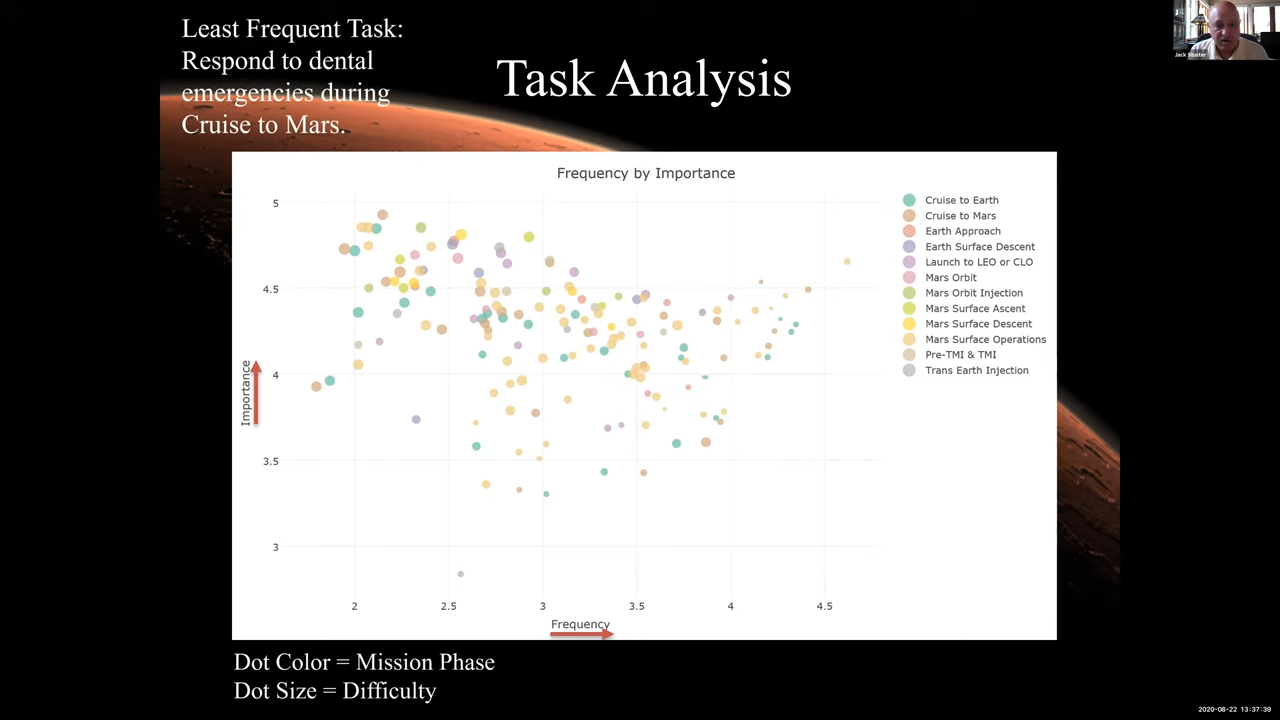 Least Frequent Task:
Respond to dental
emergencies during
Cruise to Mars.
Task Analysis
Jack Stuster
Frequency by Importance
5
4.5
4
3.5
3
Importance
2
2.5
3
3.5
4
4.5
Frequency
Cruise to Earth
Cruise to Mars
Earth Approach
Earth Surface Descent
Launch to LEO or CLO
Mars Orbit
Mars Orbit Injection
Mars Surface Ascent
Mars Surface Descent
Mars Surface Operations
Pre-TMI & TMI
Trans Earth Injection
Dot Color = Mission Phase
Dot Size = Difficulty
2020-08-22 13:37:39